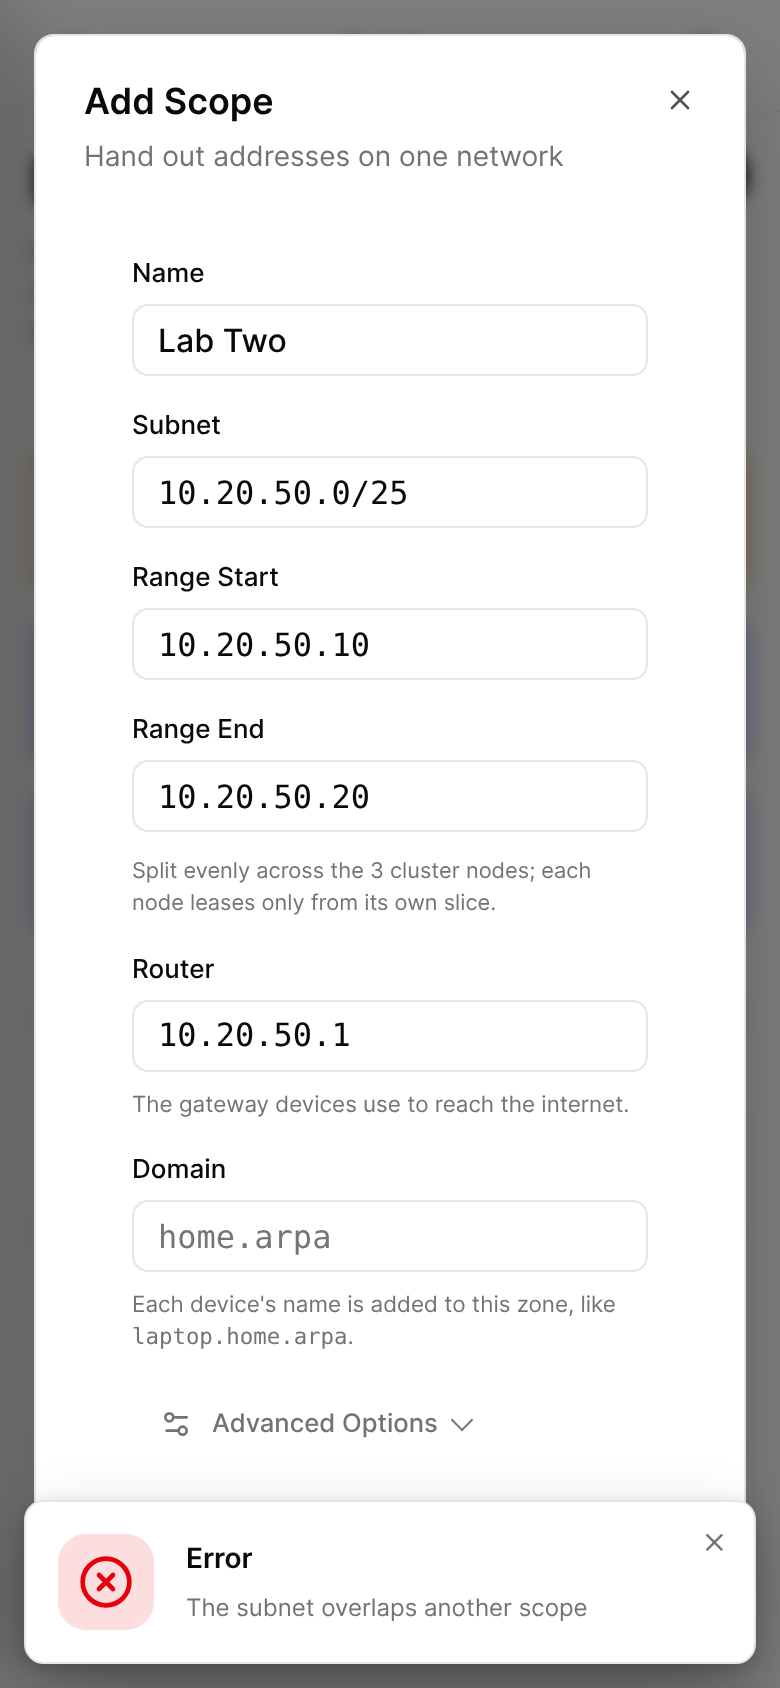 Add Scope
Hand out addresses on one network
Name
Lab Two
Subnet
10.20.50.0/25
Range Start
10.20.50.10
Range End
10.20.50.20
Split evenly across the 3 cluster nodes; each
node leases only from its own slice.
Router
10.20.50.1
The gateway devices use to reach the internet.
Domain
home.arpa
Each device's name is added to this zone, like
laptop.home.arpa.
Advanced Options
Error
The subnet overlaps another scope